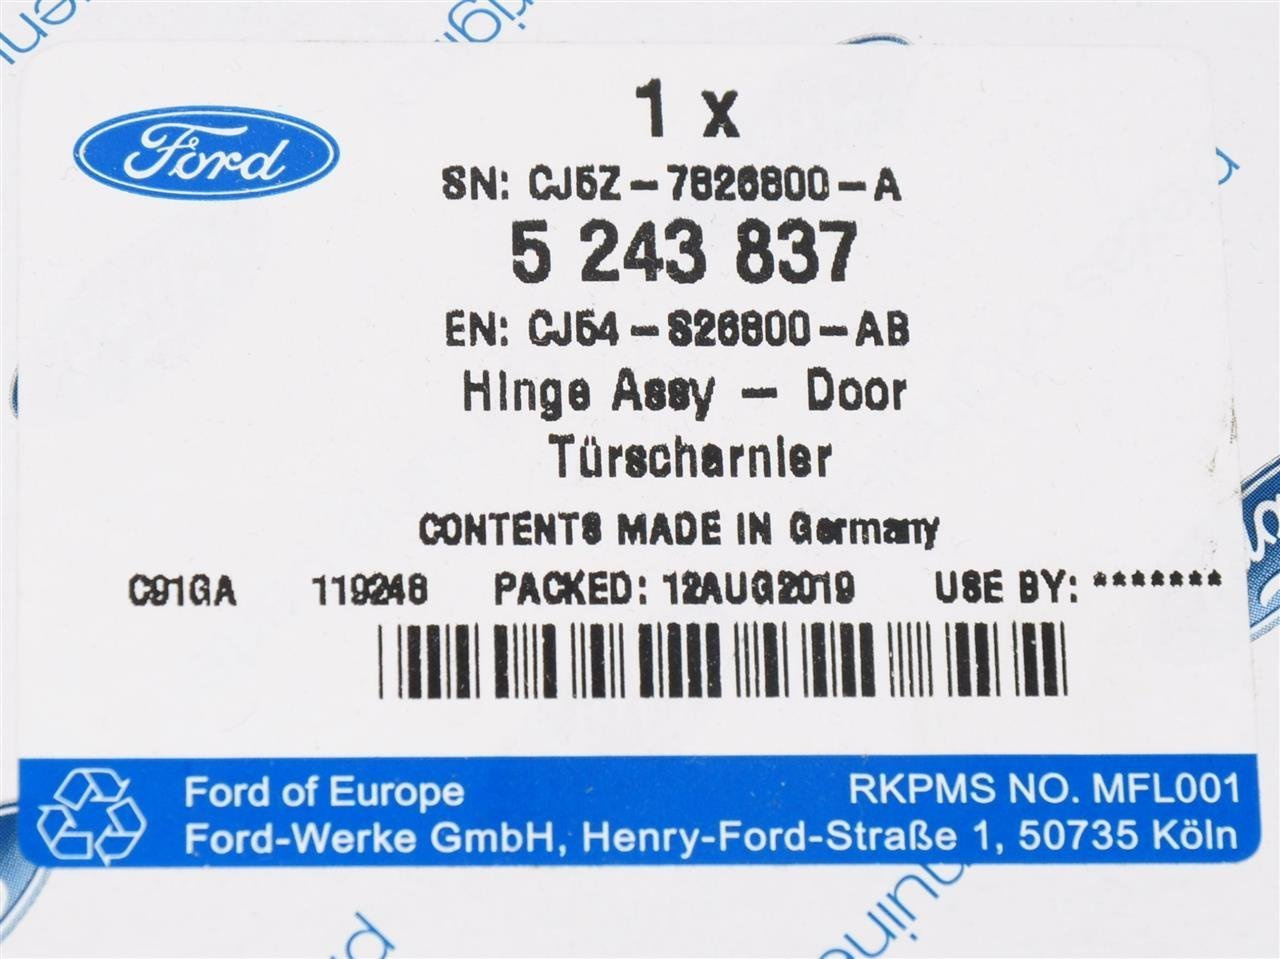 Ford
1 x
SN: CJ5Z-7826800-A
5 243 837
EN: CJ54-S26800-AB
Hinge Assy - Door
Türscharnier
CONTENTS MADE IN Germany
C91GA 119248 PACKED: 12AUG2019 USE BY: *******
Ford of Europe RKPMS NO. MFL001
Ford-Werke GmbH, Henry-Ford-Straße 1, 50735 Köln